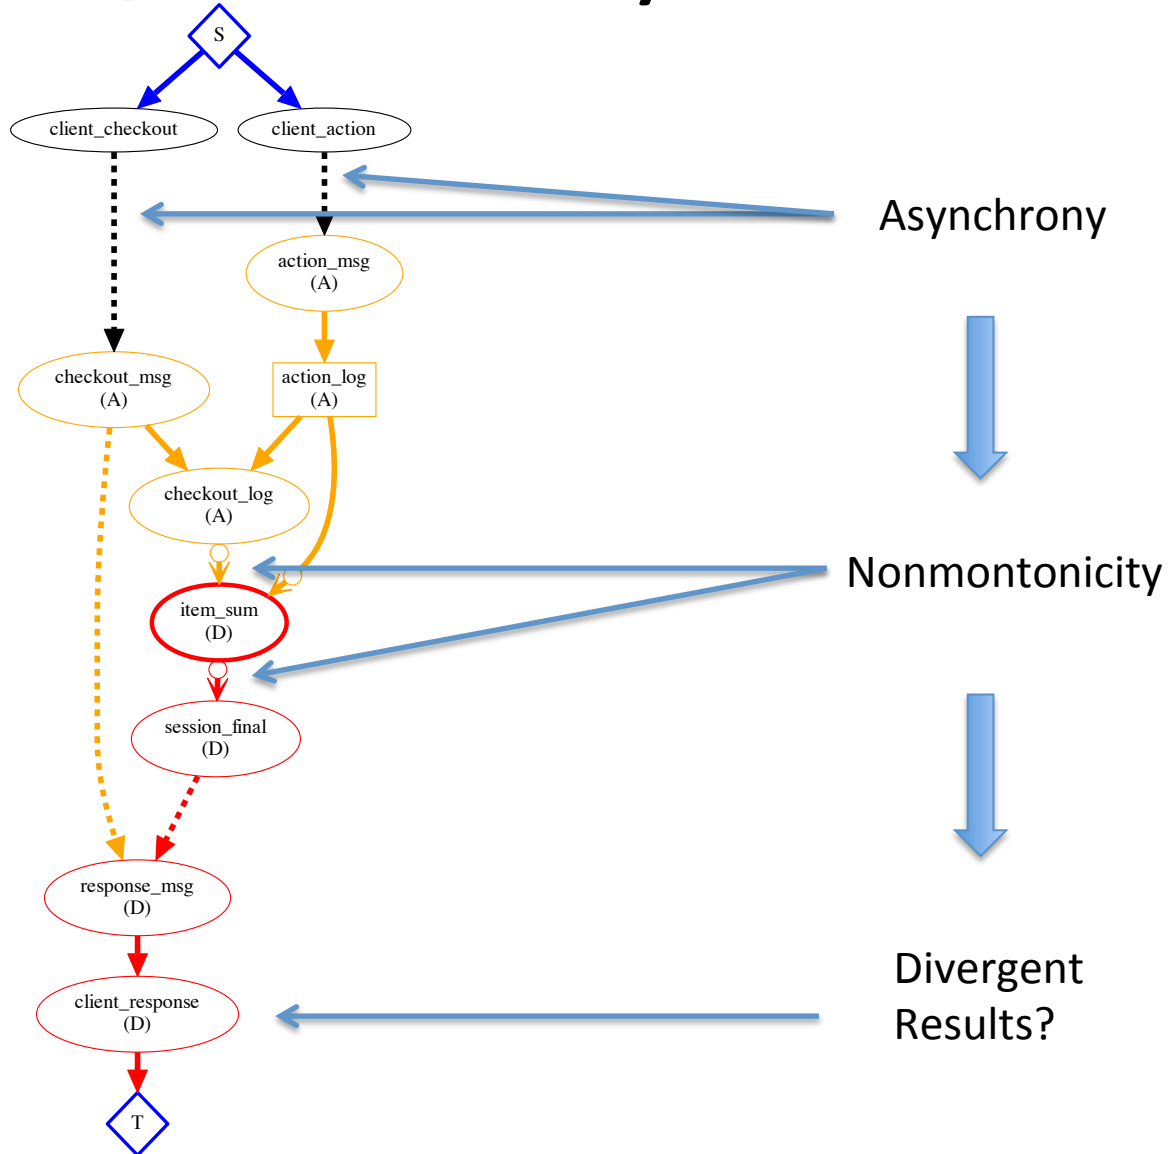 S
client_checkout
client_action
Asynchrony
action_msg
(A)
checkout_msg
(A)
action_log
(A)
checkout_log
(A)
Nonmontonicity
item_sum
(D)
session_final
(D)
response_msg
(D)
Divergent
Results?
client_response
(D)
T